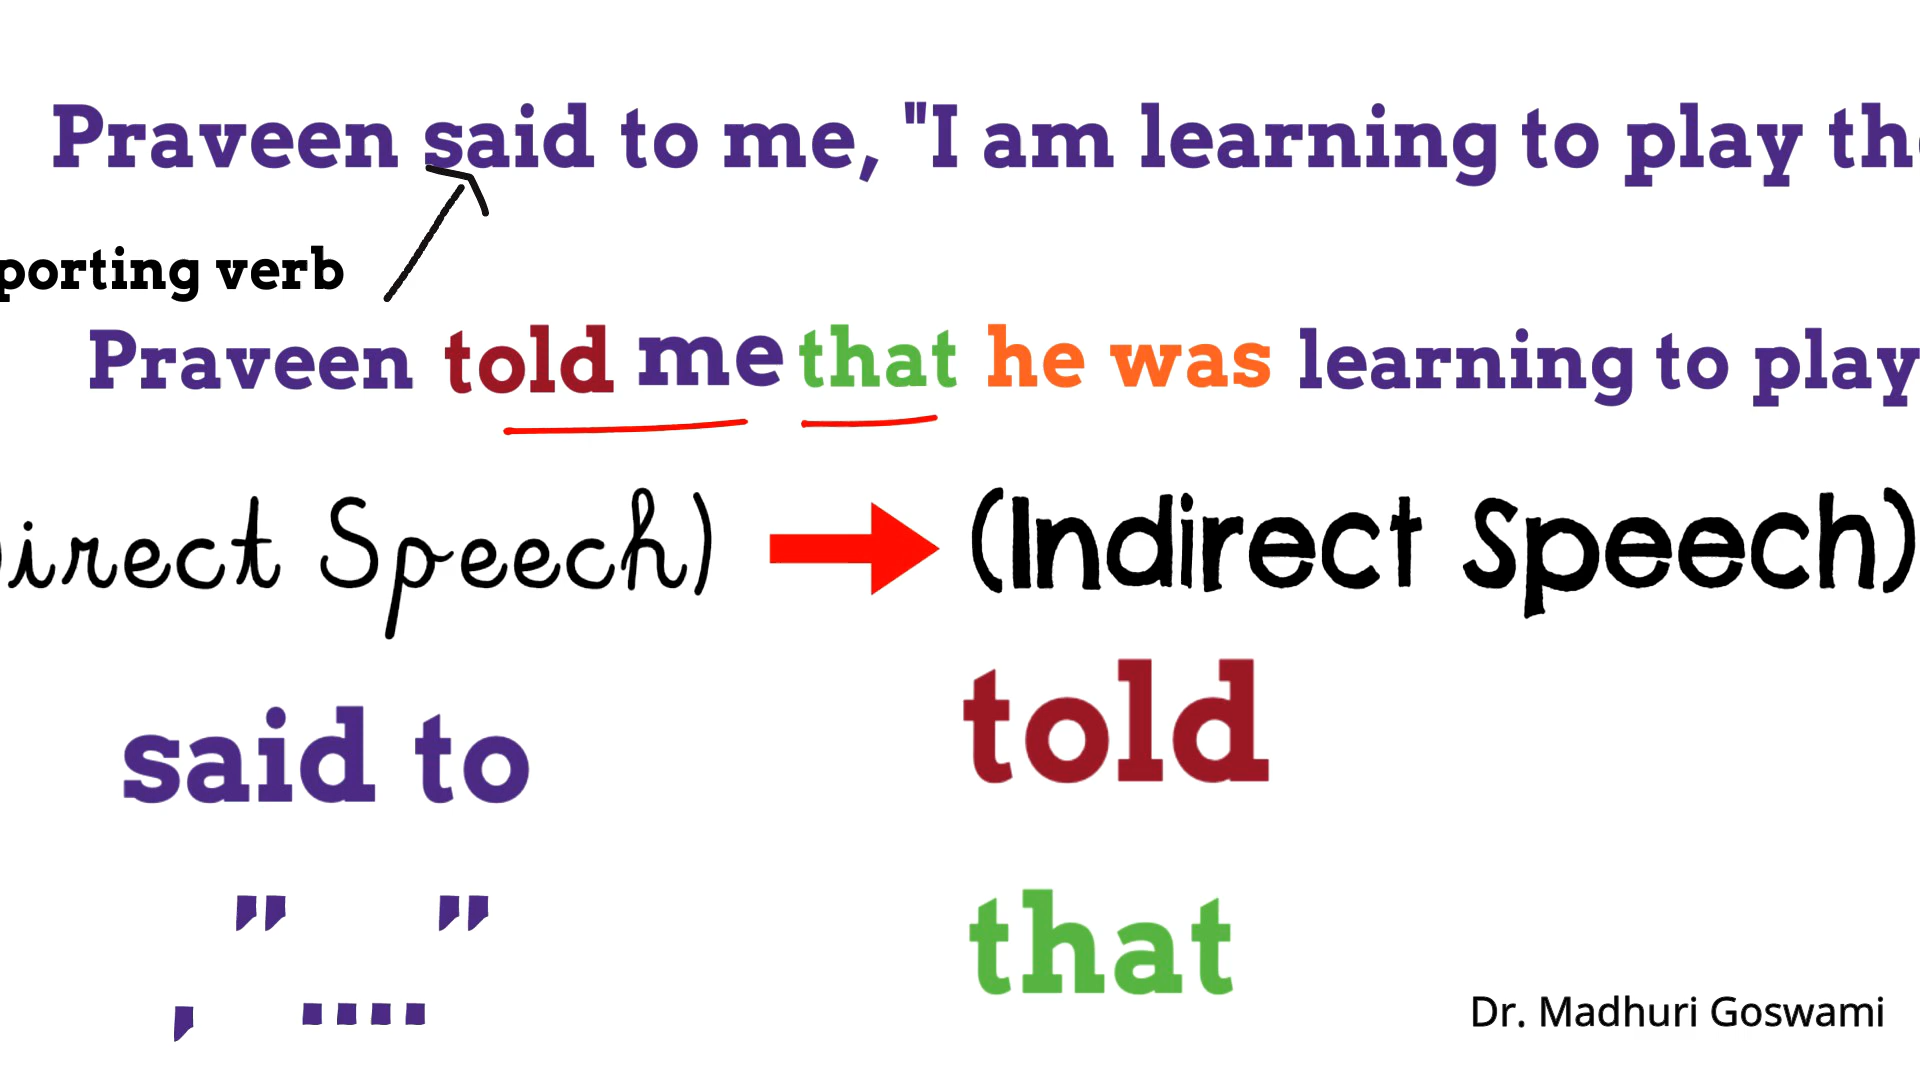 Praveen said to me, "I am learning to play the
porting verb
Praveen told me that he was learning to play
irect Speech) (Indirect Speech)
said to told
, ” .... ” that
Dr. Madhuri Goswami